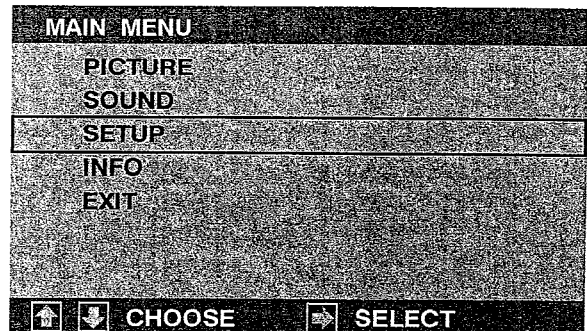 MAIN MENU
PICTURE
SOUND
SETUP
INFO
EXIT
CHOOSE SELECT